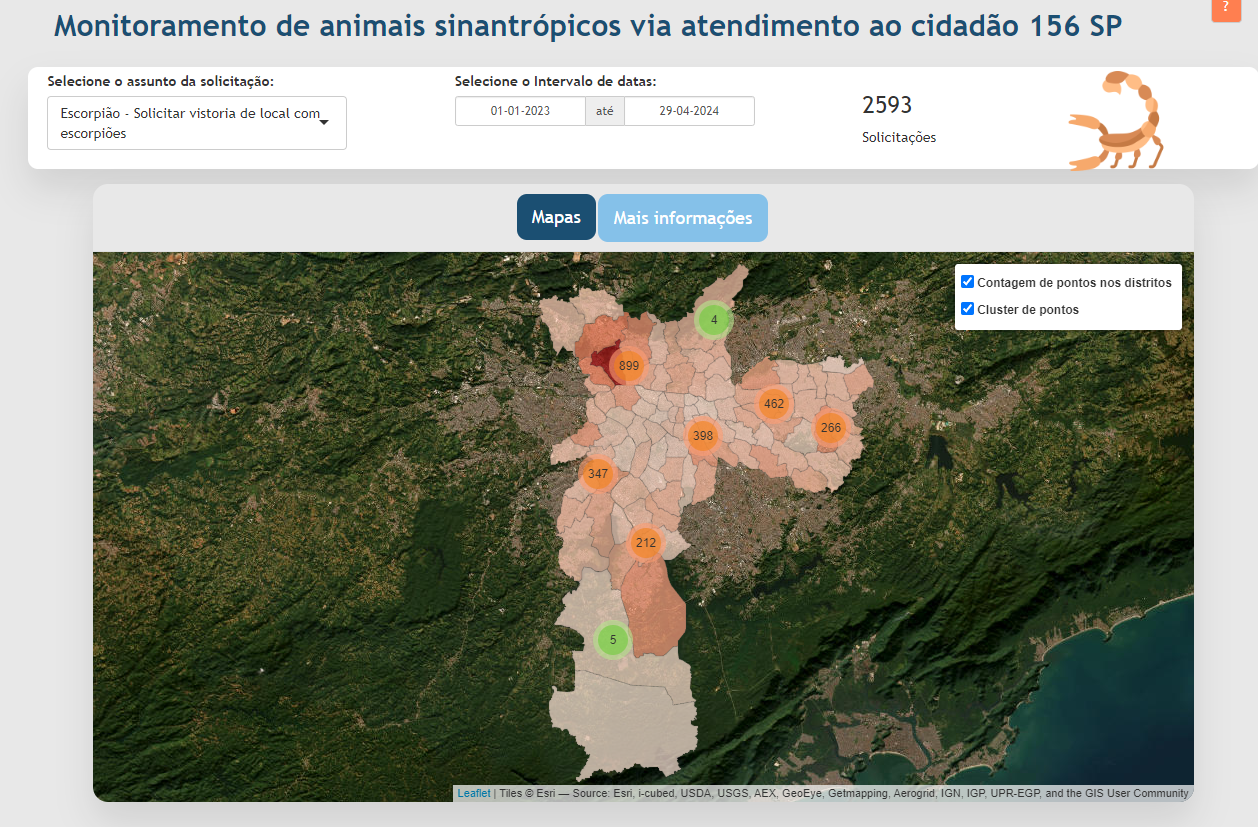 Monitoramento de animais sinantrópicos via atendimento ao cidadão 156 SP
?
Selecione o assunto da solicitação:
Escorpião - Solicitar vistoria de local com
escorpiões
Selecione o Intervalo de datas:
01-01-2023 até 29-04-2024
2593
Solicitações
Mapas
Mais informações
Contagem de pontos nos distritos
Cluster de pontos
4
899
462
266
398
347
212
5
Leaflet | Tiles © Esri — Source: Esri, i-cubed, USDA, USGS, AEX, GeoEye, Getmapping, Aerogrid, IGN, IGP, UPR-EGP, and the GIS User Community